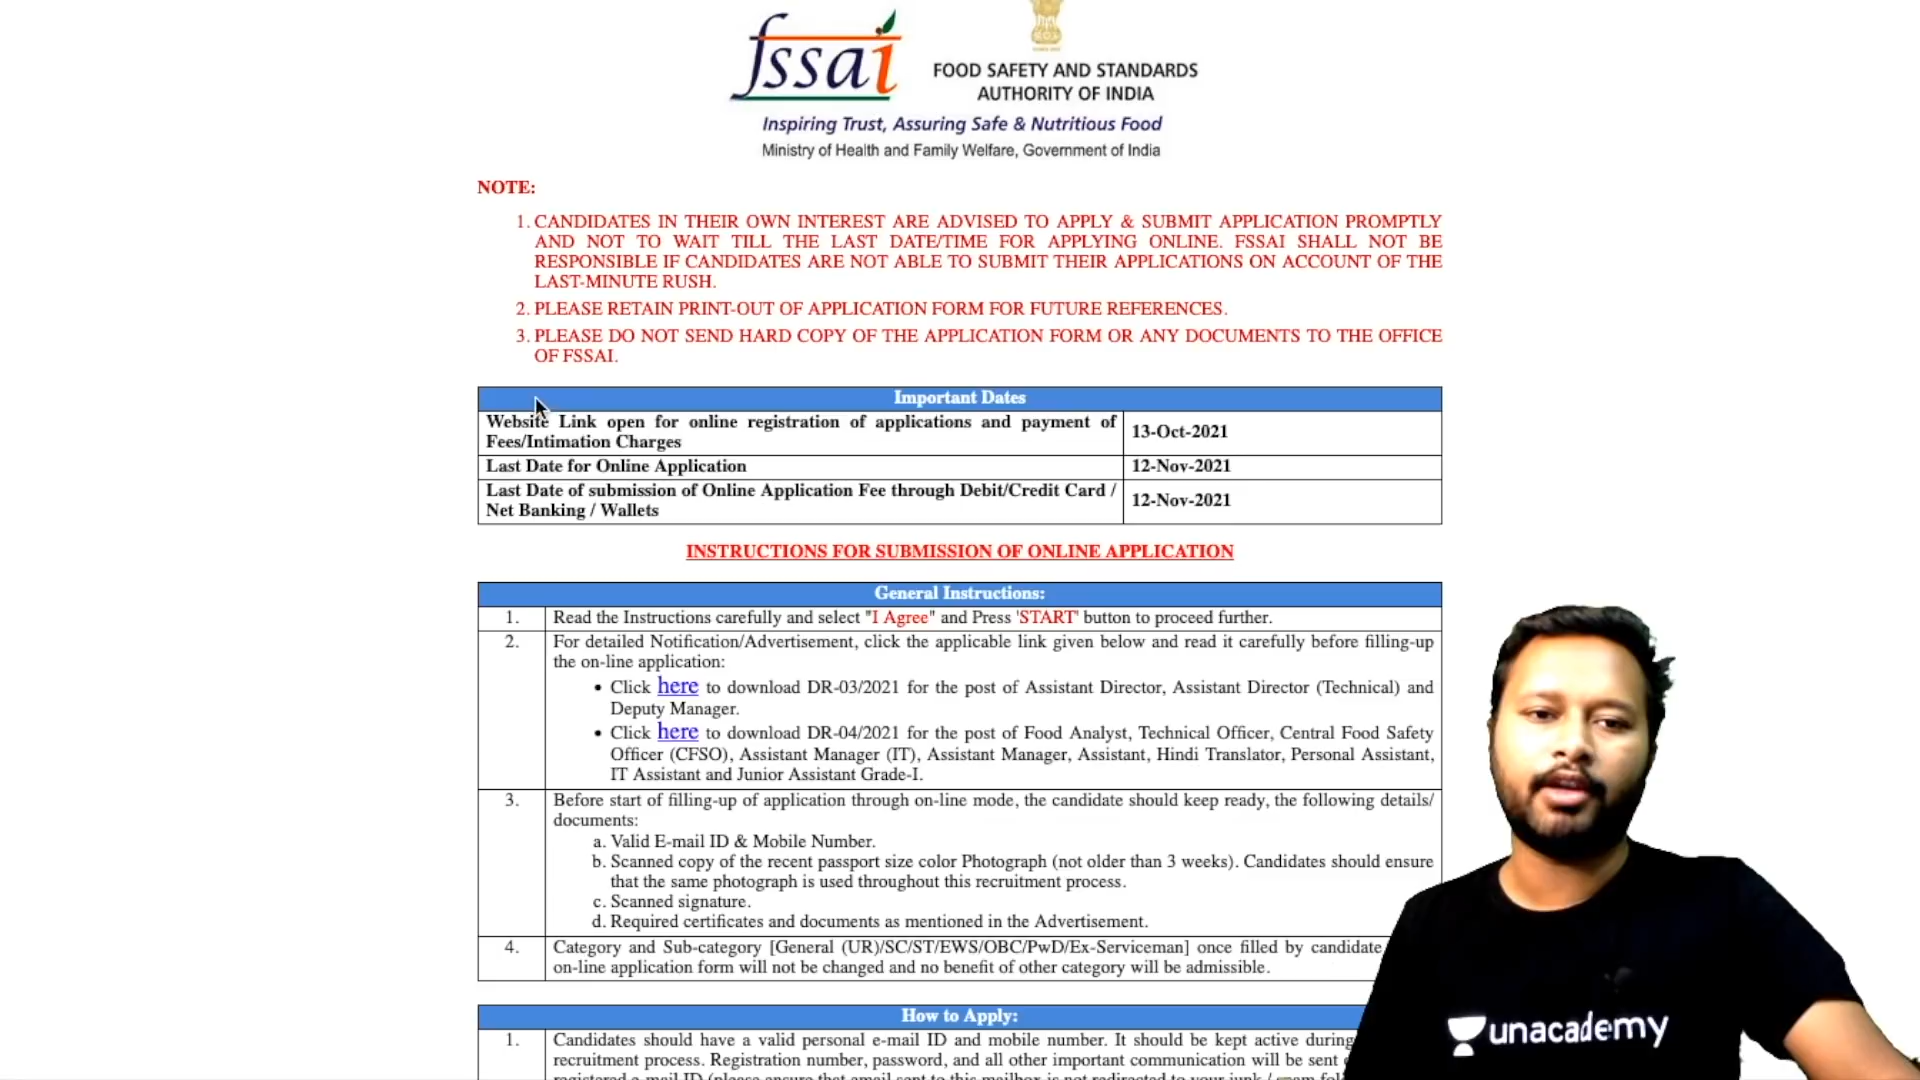 fssai
FOOD SAFETY AND STANDARDS
AUTHORITY OF INDIA
Inspiring Trust, Assuring Safe & Nutritious Food
Ministry of Health and Family Welfare, Government of India
NOTE:
1. CANDIDATES IN THEIR OWN INTEREST ARE ADVISED TO APPLY & SUBMIT APPLICATION PROMPTLY
AND NOT TO WAIT TILL THE LAST DATE/TIME FOR APPLYING ONLINE. FSSAI SHALL NOT BE
RESPONSIBLE IF CANDIDATES ARE NOT ABLE TO SUBMIT THEIR APPLICATIONS ON ACCOUNT OF THE
LAST-MINUTE RUSH.
2. PLEASE RETAIN PRINT-OUT OF APPLICATION FORM FOR FUTURE REFERENCES.
3. PLEASE DO NOT SEND HARD COPY OF THE APPLICATION FORM OR ANY DOCUMENTS TO THE OFFICE
OF FSSAI.
Important Dates
Website Link open for online registration of applications and payment of
Fees/Intimation Charges
13-Oct-2021
Last Date for Online Application
12-Nov-2021
Last Date of submission of Online Application Fee through Debit/Credit Card /
Net Banking / Wallets
12-Nov-2021
INSTRUCTIONS FOR SUBMISSION OF ONLINE APPLICATION
General Instructions:
1. Read the Instructions carefully and select "I Agree" and Press 'START' button to proceed further.
2. For detailed Notification/Advertisement, click the applicable link given below and read it carefully before filling-up
the on-line application:
• Click here to download DR-03/2021 for the post of Assistant Director, Assistant Director (Technical) and
Deputy Manager.
• Click here to download DR-04/2021 for the post of Food Analyst, Technical Officer, Central Food Safety
Officer (CFSO), Assistant Manager (IT), Assistant Manager, Assistant, Hindi Translator, Personal Assistant,
IT Assistant and Junior Assistant Grade-I.
3. Before start of filling-up of application through on-line mode, the candidate should keep ready, the following details/
documents:
a. Valid E-mail ID & Mobile Number.
b. Scanned copy of the recent passport size color Photograph (not older than 3 weeks). Candidates should ensure
that the same photograph is used throughout this recruitment process.
c. Scanned signature.
d. Required certificates and documents as mentioned in the Advertisement.
4. Category and Sub-category [General (UR)/SC/ST/EWS/OBC/PwD/Ex-Serviceman] once filled by candidate
on-line application form will not be changed and no benefit of other category will be admissible.
How to Apply:
1. Candidates should have a valid personal e-mail ID and mobile number. It should be kept active during
recruitment process. Registration number, password, and all other important communication will be sent
registered e-mail ID (please ensure that email sent to this mailbox is not redirected to your junk /
unacademy